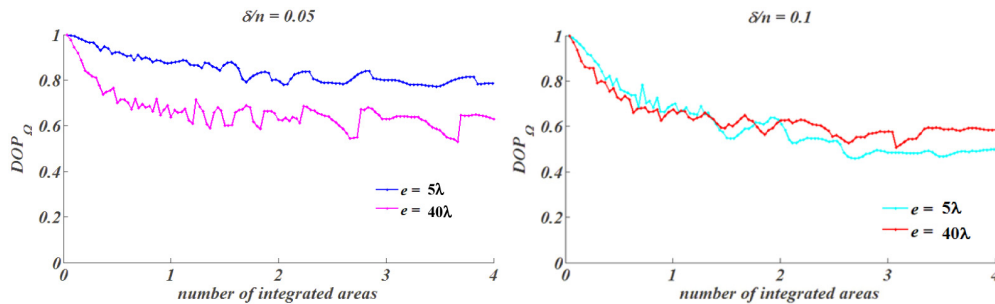 δ/n = 0.05
1
0.8
0.6
0.4
0.2
0
DOP Ω
e = 5λ
e = 40λ
0 1 2 3 4
number of integrated areas
δ/n = 0.1
1
0.8
0.6
0.4
0.2
0
DOP Ω
e = 5λ
e = 40λ
0 1 2 3 4
number of integrated areas